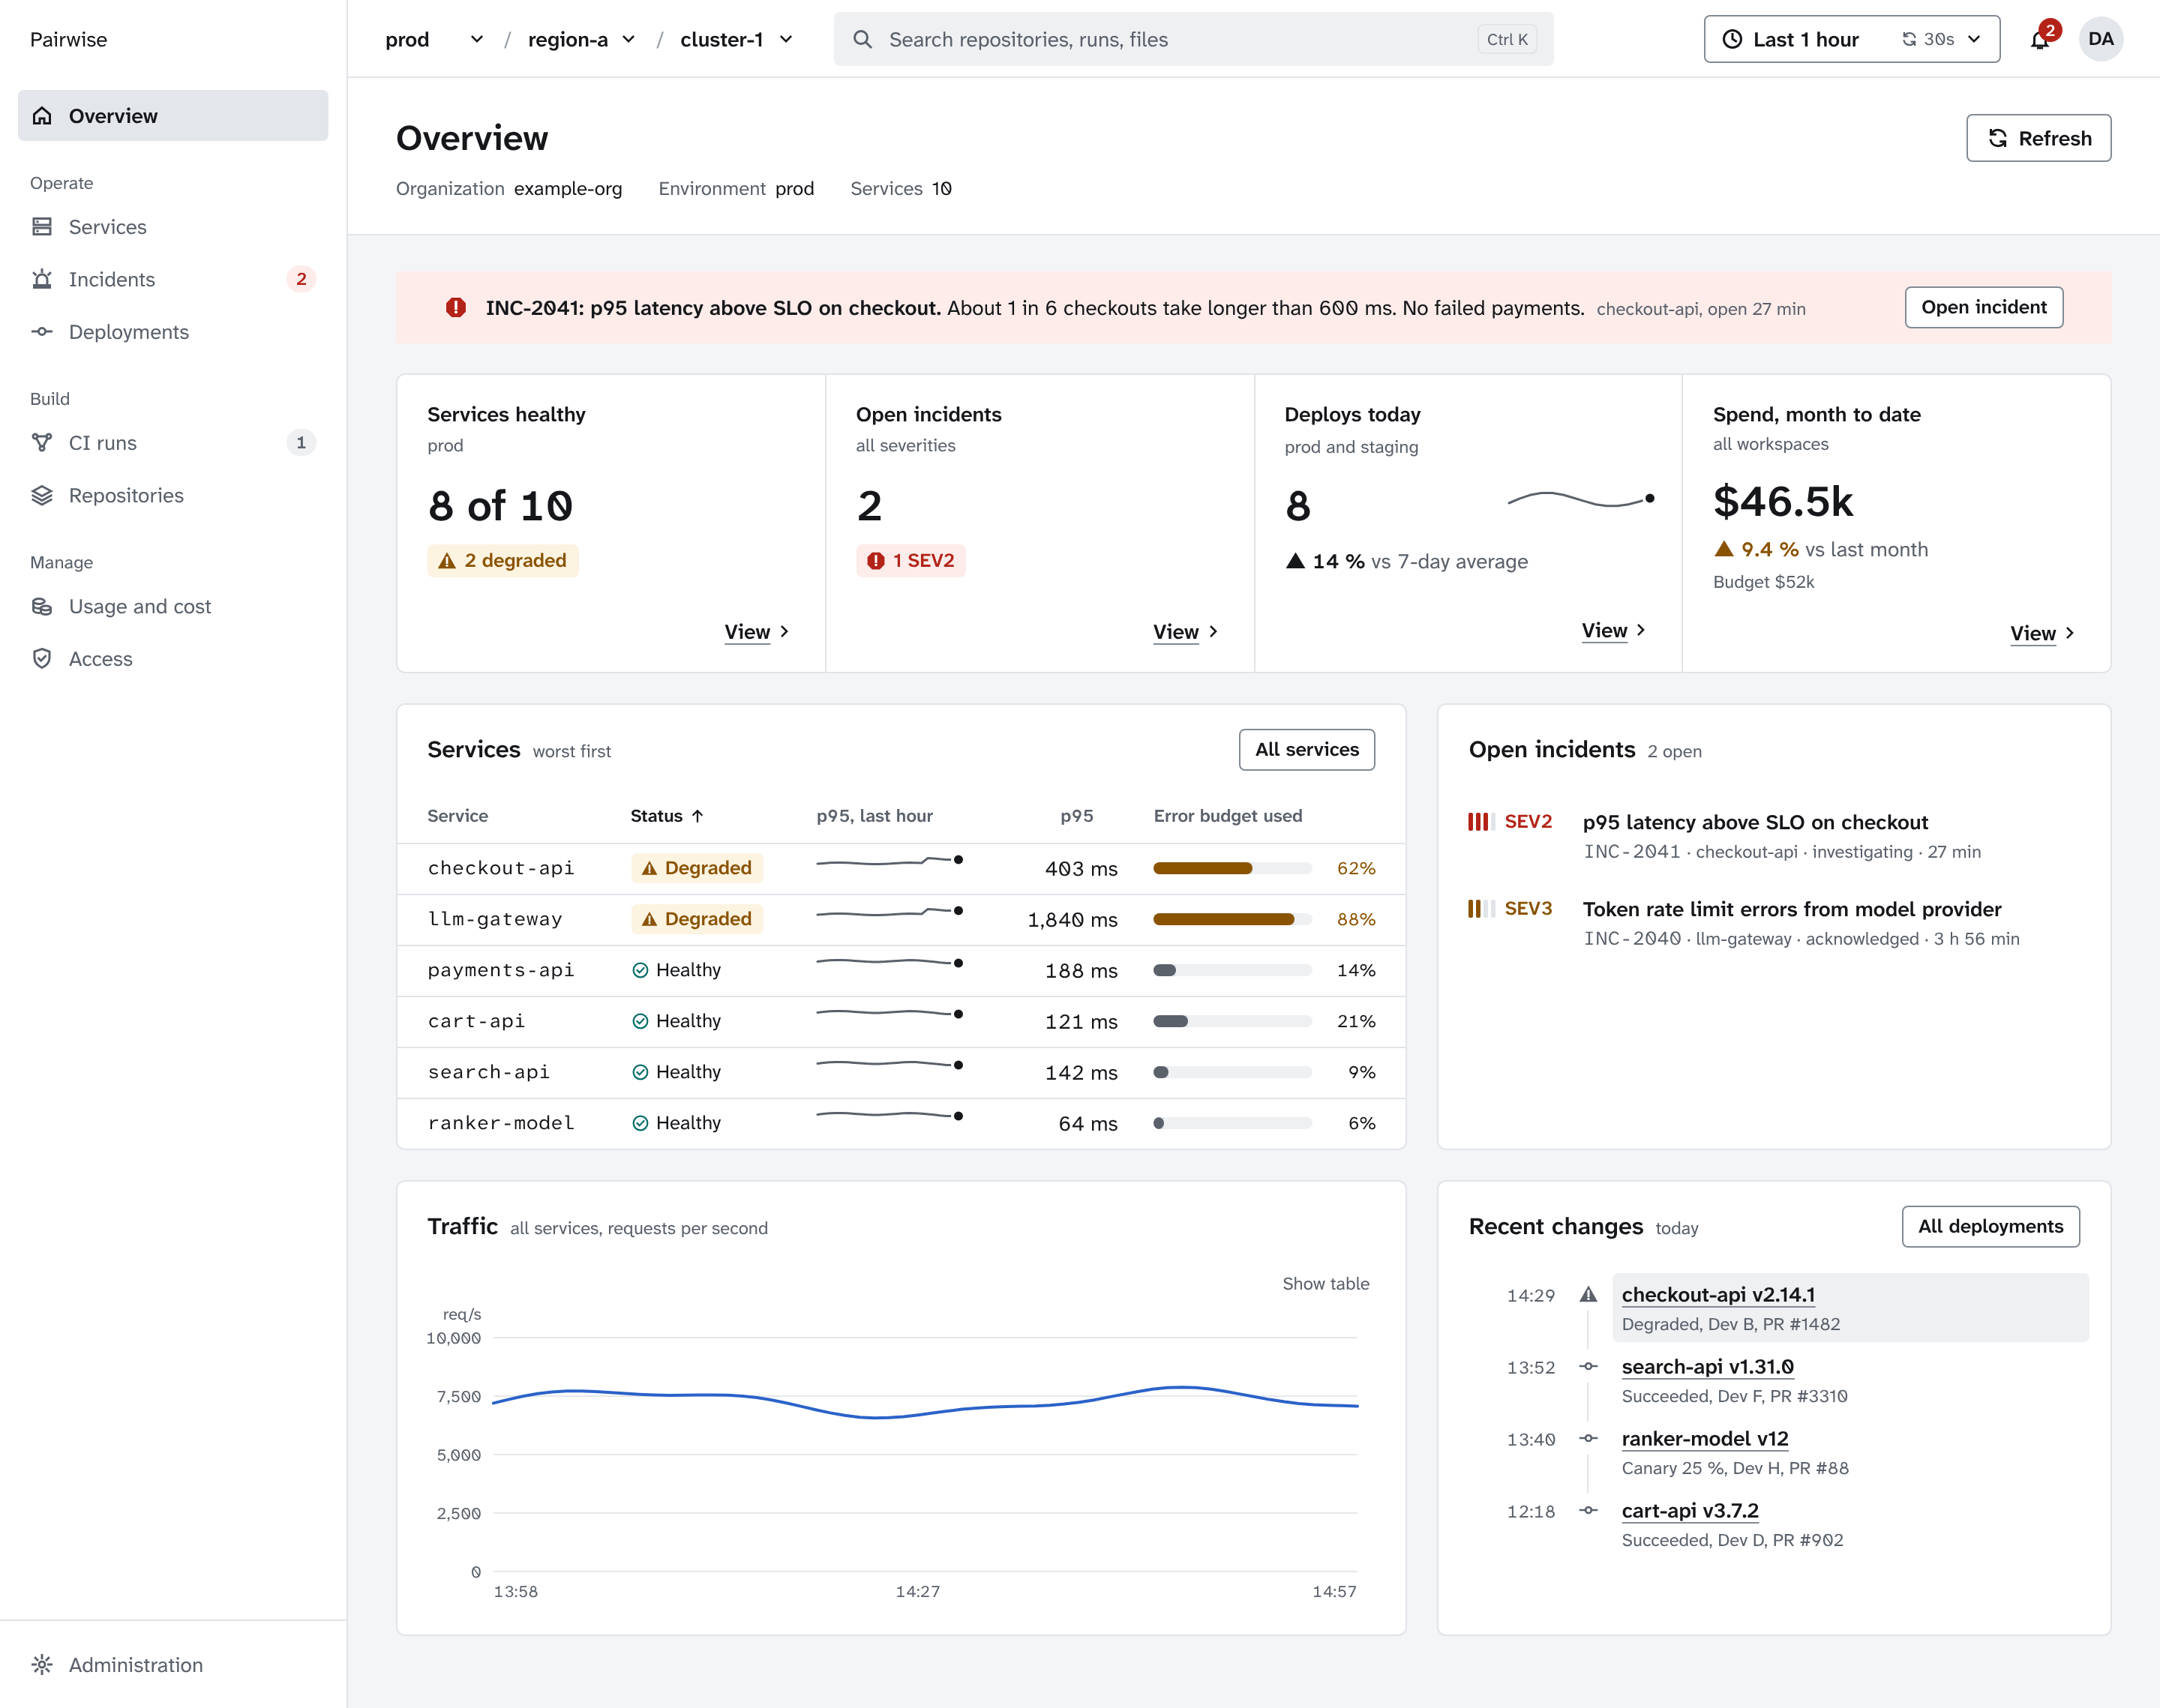 Pairwise
prod / region-a / cluster-1
Search repositories, runs, files
Ctrl K
Last 1 hour
30s
2
DA
Overview
Operate
Services
Incidents 2
Deployments
Build
CI runs 1
Repositories
Manage
Usage and cost
Access
Administration
Overview
Refresh
Organization example-org Environment prod Services 10
INC-2041: p95 latency above SLO on checkout. About 1 in 6 checkouts take longer than 600 ms. No failed payments. checkout-api, open 27 min
Open incident
Services healthy
prod
8 of 10
2 degraded
View
Open incidents
all severities
2
1 SEV2
View
Deploys today
prod and staging
8
14 % vs 7-day average
View
Spend, month to date
all workspaces
$46.5k
9.4 % vs last month
Budget $52k
View
Services worst first
All services
Service Status p95, last hour p95 Error budget used
checkout-api Degraded 403 ms 62%
llm-gateway Degraded 1,840 ms 88%
payments-api Healthy 188 ms 14%
cart-api Healthy 121 ms 21%
search-api Healthy 142 ms 9%
ranker-model Healthy 64 ms 6%
Open incidents 2 open
SEV2 p95 latency above SLO on checkout
INC-2041 · checkout-api · investigating · 27 min
SEV3 Token rate limit errors from model provider
INC-2040 · llm-gateway · acknowledged · 3 h 56 min
Traffic all services, requests per second
Show table
req/s
10,000
7,500
5,000
2,500
0
13:58 14:27 14:57
Recent changes today
All deployments
14:29 checkout-api v2.14.1
Degraded, Dev B, PR #1482
13:52 search-api v1.31.0
Succeeded, Dev F, PR #3310
13:40 ranker-model v12
Canary 25 %, Dev H, PR #88
12:18 cart-api v3.7.2
Succeeded, Dev D, PR #902